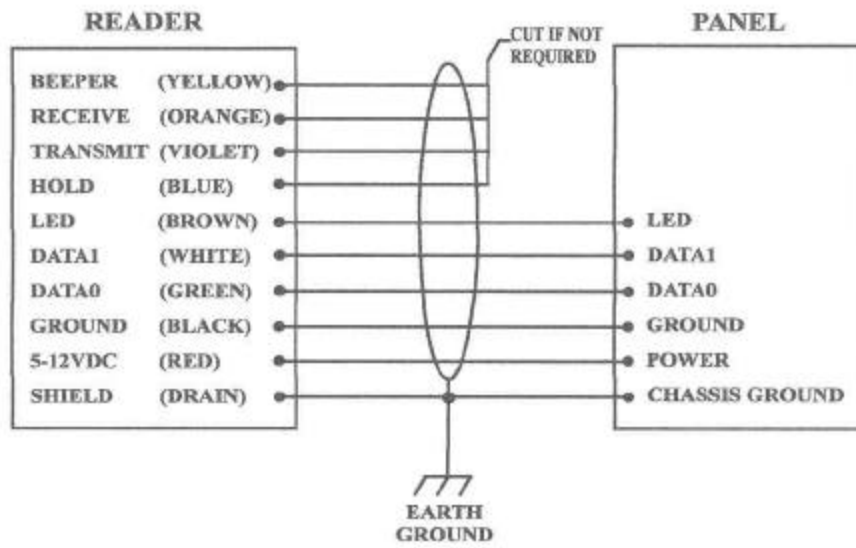 READER
PANEL
CUT IF NOT
REQUIRED
BEEPER (YELLOW)
RECEIVE (ORANGE)
TRANSMIT (VIOLET)
HOLD (BLUE)
LED (BROWN)
DATA1 (WHITE)
DATA0 (GREEN)
GROUND (BLACK)
5-12VDC (RED)
SHIELD (DRAIN)
LED
DATA1
DATA0
GROUND
POWER
CHASSIS GROUND
EARTH
GROUND